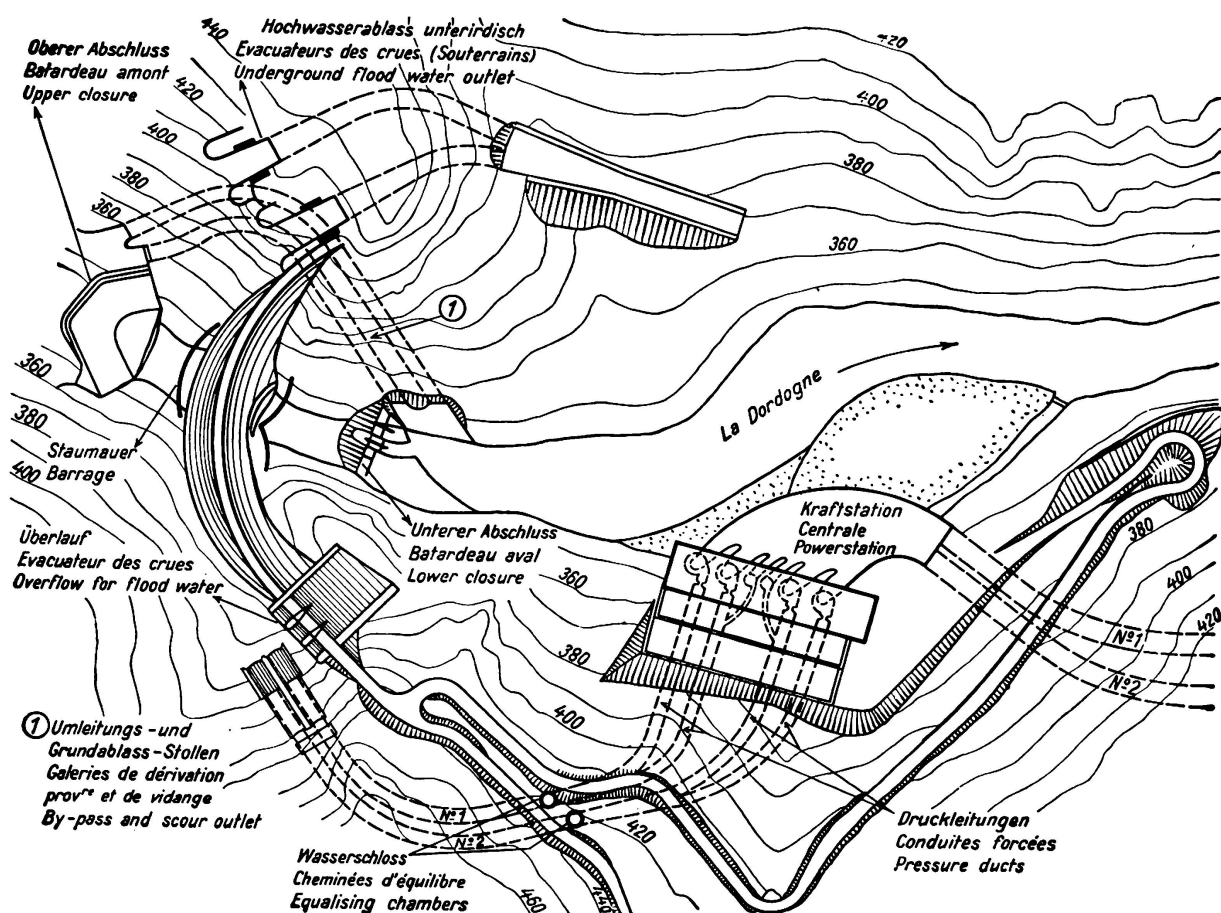 Oberer Abschluss
Batardeau amont
Upper closure
Hochwasserablass unterirdisch
Evacuateurs des crues (Souterrains)
Underground flood water outlet
440
420
400
380
360
420
400
380
360
1
La Dordogne
360
380
400
Staumauer
Barrage
Überlauf
Evacuateur des crues
Overflow for flood water
Unterer Abschluss
Batardeau aval
Lower closure
Kraftstation
Centrale
Powerstation
360
380
400
420
380
400
420
Nº1
Nº2
1 Umleitungs-und
Grundablass-Stollen
Galeries de dérivation
provre et de vidange
By-pass and scour outlet
Nº1
Nº2
Wasserschloss
Cheminées d'équilibre
Equalising chambers
460
440
Druckleitungen
Conduites forcées
Pressure ducts